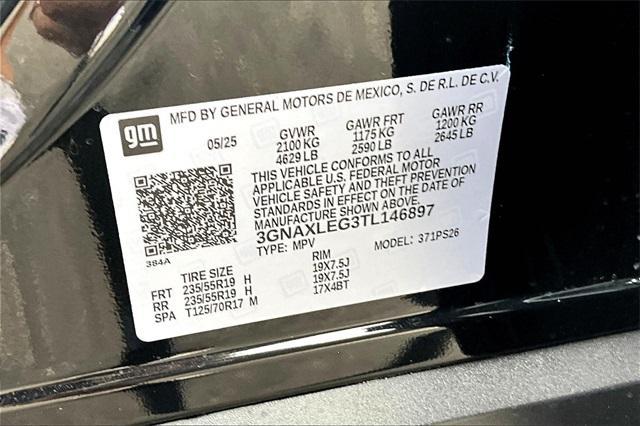 gm
MFD BY GENERAL MOTORS DE MEXICO, S. DE R.L. DE C.V.
05/25 GVWR GAWR FRT GAWR RR
2100 KG 1175 KG 1200 KG
4629 LB 2590 LB 2645 LB
THIS VEHICLE CONFORMS TO ALL
APPLICABLE U.S. FEDERAL MOTOR
VEHICLE SAFETY AND THEFT PREVENTION
STANDARDS IN EFFECT ON THE DATE OF
MANUFACTURE SHOWN ABOVE.
3GNAXLEG3TL146897
TYPE: MPV MODEL: 371PS26
384A
TIRE SIZE RIM
FRT 235/55R19 H 19X7.5J
RR 235/55R19 H 19X7.5J
SPA T125/70R17 M 17X4BT